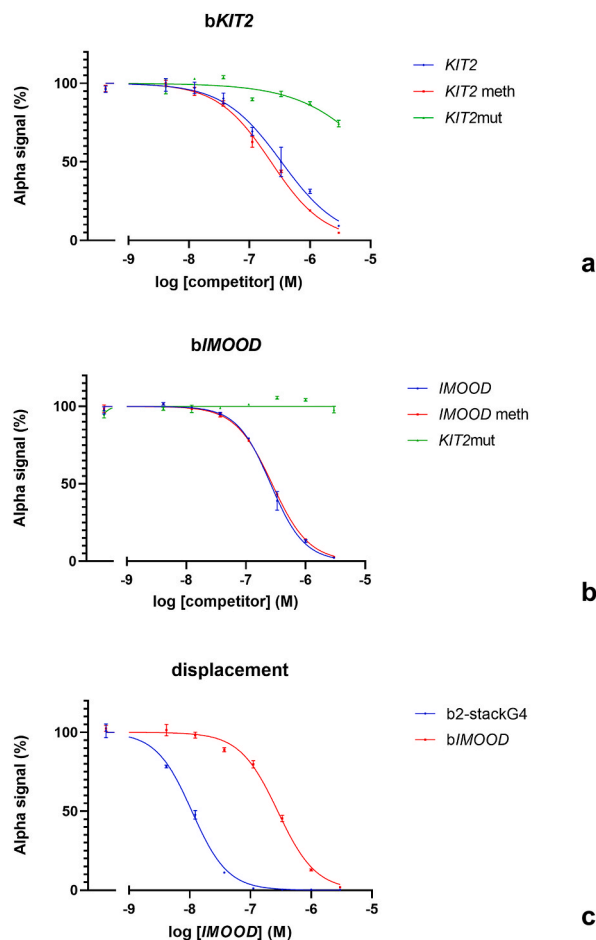 bKIT2
Alpha signal (%)
100
50
0
-9 -8 -7 -6 -5
log [competitor] (M)
KIT2
KIT2 meth
KIT2mut
a
bIMOOD
Alpha signal (%)
100
50
0
-9 -8 -7 -6 -5
log [competitor] (M)
IMOOD
IMOOD meth
KIT2mut
b
displacement
Alpha signal (%)
100
50
0
-9 -8 -7 -6 -5
log [IMOOD] (M)
b2-stackG4
bIMOOD
c